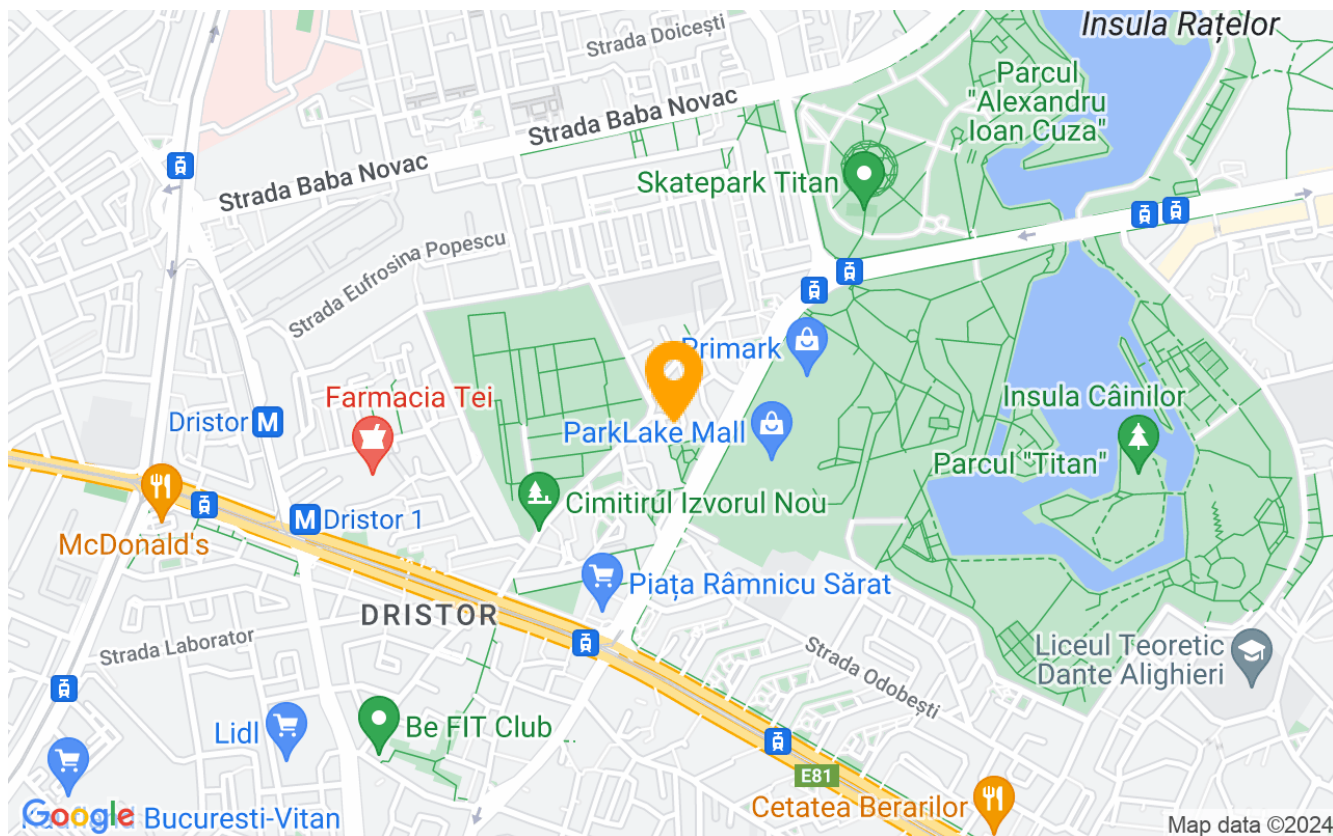 Insula Rațelor
Strada Doicești
Parcul
"Alexandru
Ioan Cuza"
Strada Baba Novac
Strada Baba Novac
Skatepark Titan
Strada Eufrosina Popescu
Primark
Farmacia Tei
Insula Câinilor
Dristor M
ParkLake Mall
Parcul "Titan"
Cimitirul Izvorul Nou
M Dristor 1
McDonald's
Piața Râmnicu Sărat
DRISTOR
Strada Laborator
Strada Odobești
Liceul Teoretic
Dante Alighieri
Be FIT Club
Lidl
E81
Cetatea Berarilor
Google
Bucuresti-Vitan
Map data ©2024